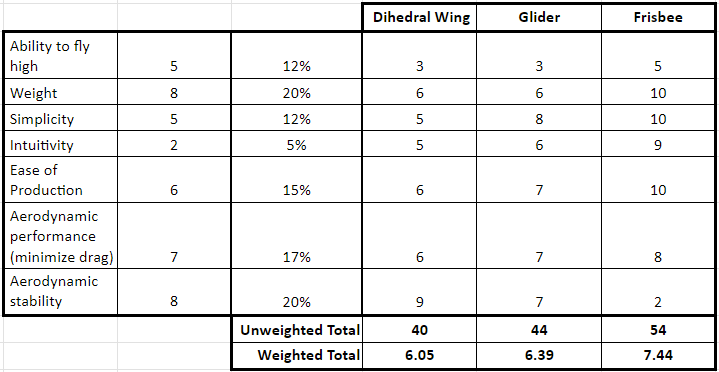 Dihedral Wing Glider Frisbee
Ability to fly
high 5 12% 3 3 5
Weight 8 20% 6 6 10
Simplicity 5 12% 5 8 10
Intuitivity 2 5% 5 6 9
Ease of
Production 6 15% 6 7 10
Aerodynamic
performance
(minimize drag) 7 17% 6 7 8
Aerodynamic
stability 8 20% 9 7 2
Unweighted Total 40 44 54
Weighted Total 6.05 6.39 7.44